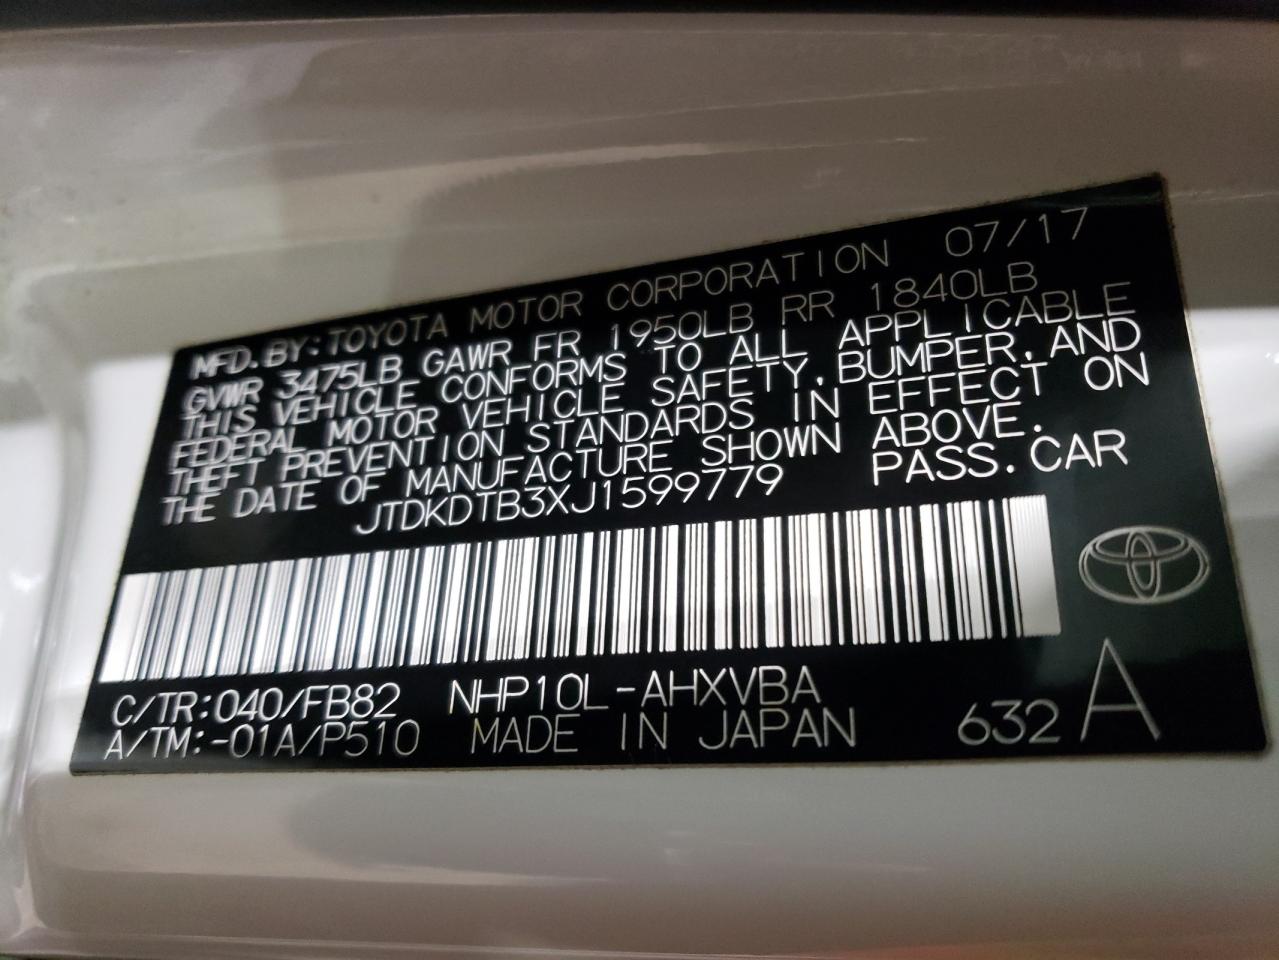 MFD.BY:TOYOTA MOTOR CORPORATION 07/17
GVWR 3475LB GAWR FR 1950LB RR 1840LB
THIS VEHICLE CONFORMS TO ALL APPLICABLE
FEDERAL MOTOR VEHICLE SAFETY,BUMPER,AND
THEFT PREVENTION STANDARDS IN EFFECT ON
THE DATE OF MANUFACTURE SHOWN ABOVE.
JTDKDTB3XJ1599779 PASS.CAR
C/TR:040/FB82 NHP10L-AHXVBA
A/TM:-01A/P510 MADE IN JAPAN 632 A